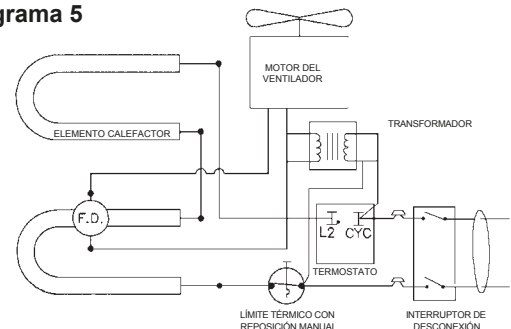 grama 5
MOTOR DEL
VENTILADOR
TRANSFORMADOR
ELEMENTO CALEFACTOR
F.D.
L2 CYC
TERMOSTATO
LÍMITE TÉRMICO CON
REPOSICIÓN MANUAL
INTERRUPTOR DE
DESCONEXIÓN